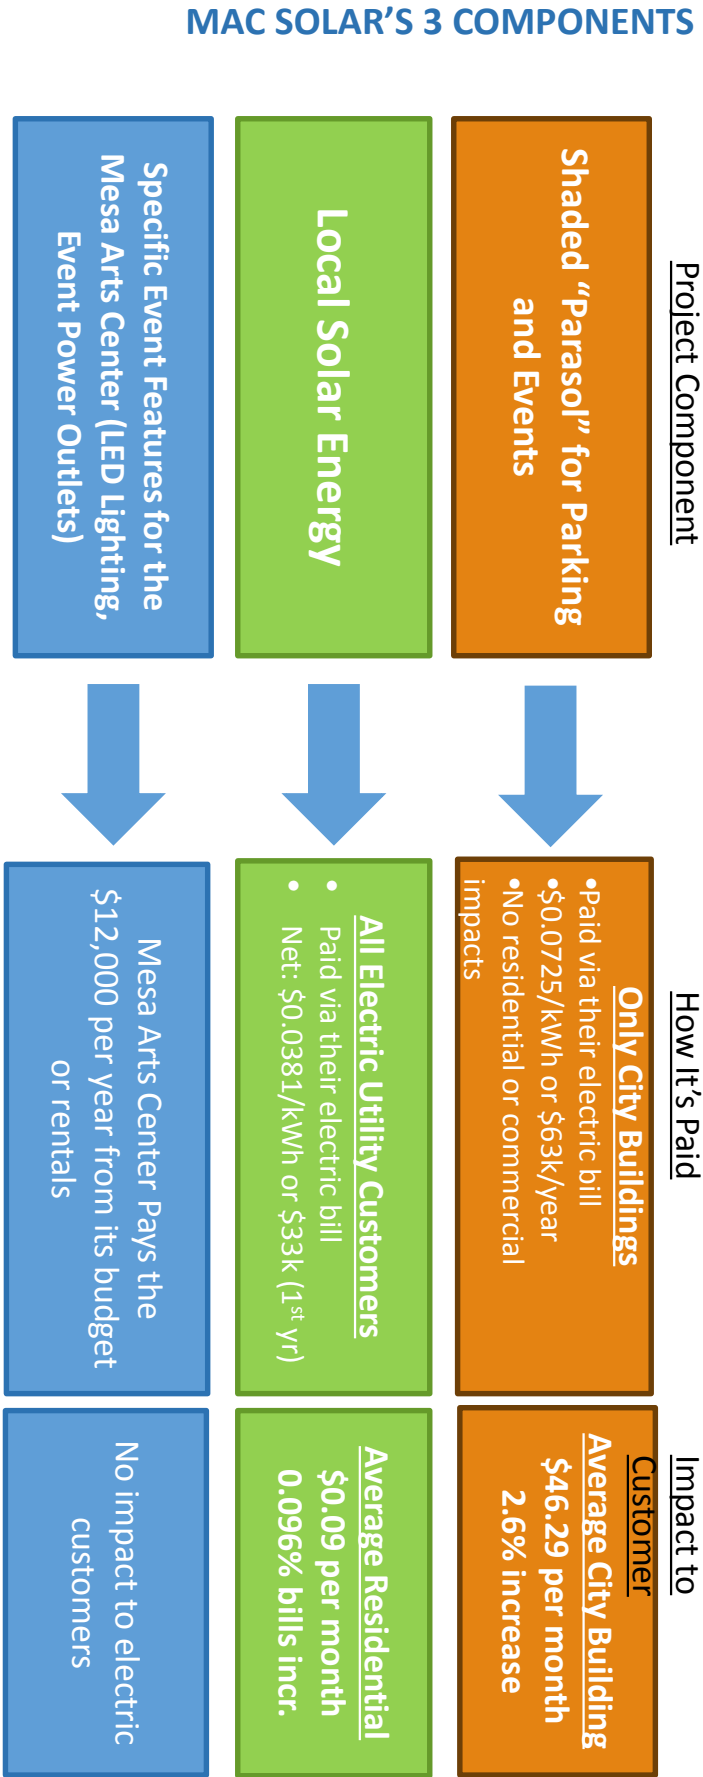 MAC SOLAR’S 3 COMPONENTS
Project Component
How It’s Paid
Impact to
Customer
Shaded “Parasol” for Parking
and Events
Only City Buildings
•Paid via their electric bill
•$0.0725/kWh or $63k/year
•No residential or commercial
impacts
Average City Building
$46.29 per month
2.6% increase
Local Solar Energy
All Electric Utility Customers
• Paid via their electric bill
• Net: $0.0381/kWh or $33k (1st yr)
Average Residential
$0.09 per month
0.096% bills incr.
Specific Event Features for the
Mesa Arts Center (LED Lighting,
Event Power Outlets)
Mesa Arts Center Pays the
$12,000 per year from its budget
or rentals
No impact to electric
customers